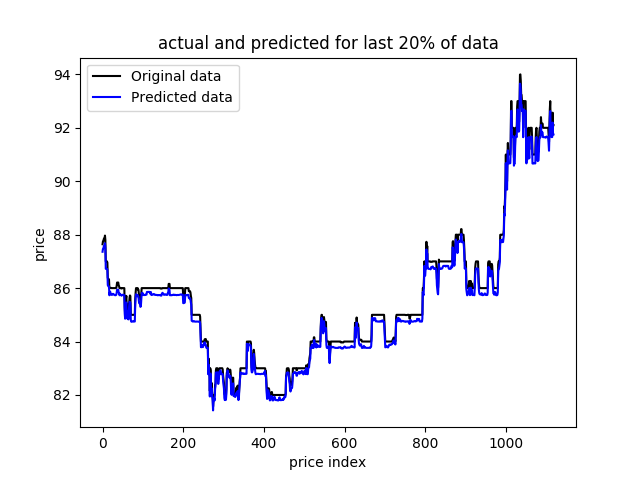 actual and predicted for last 20% of data
Original data
Predicted data
94
92
90
88
86
84
82
price
0
200
400
600
800
1000
price index